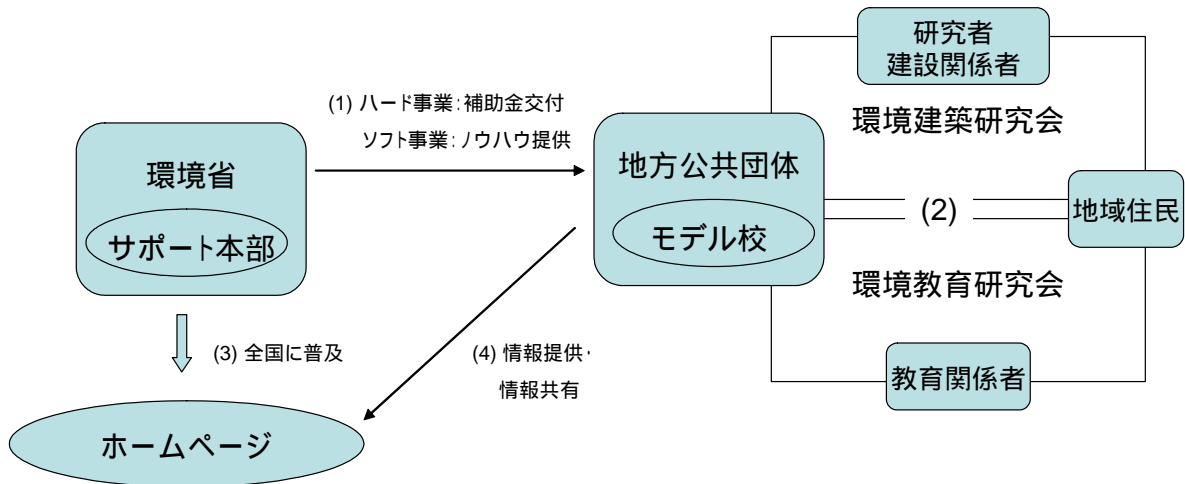 研究者
建設関係者
(1) ハード事業：補助金交付
ソフト事業：ノウハウ提供
環境建築研究会
環境省
サポート本部
地方公共団体
モデル校
(2)
地域住民
環境教育研究会
(3) 全国に普及
(4) 情報提供・
情報共有
教育関係者
ホームページ